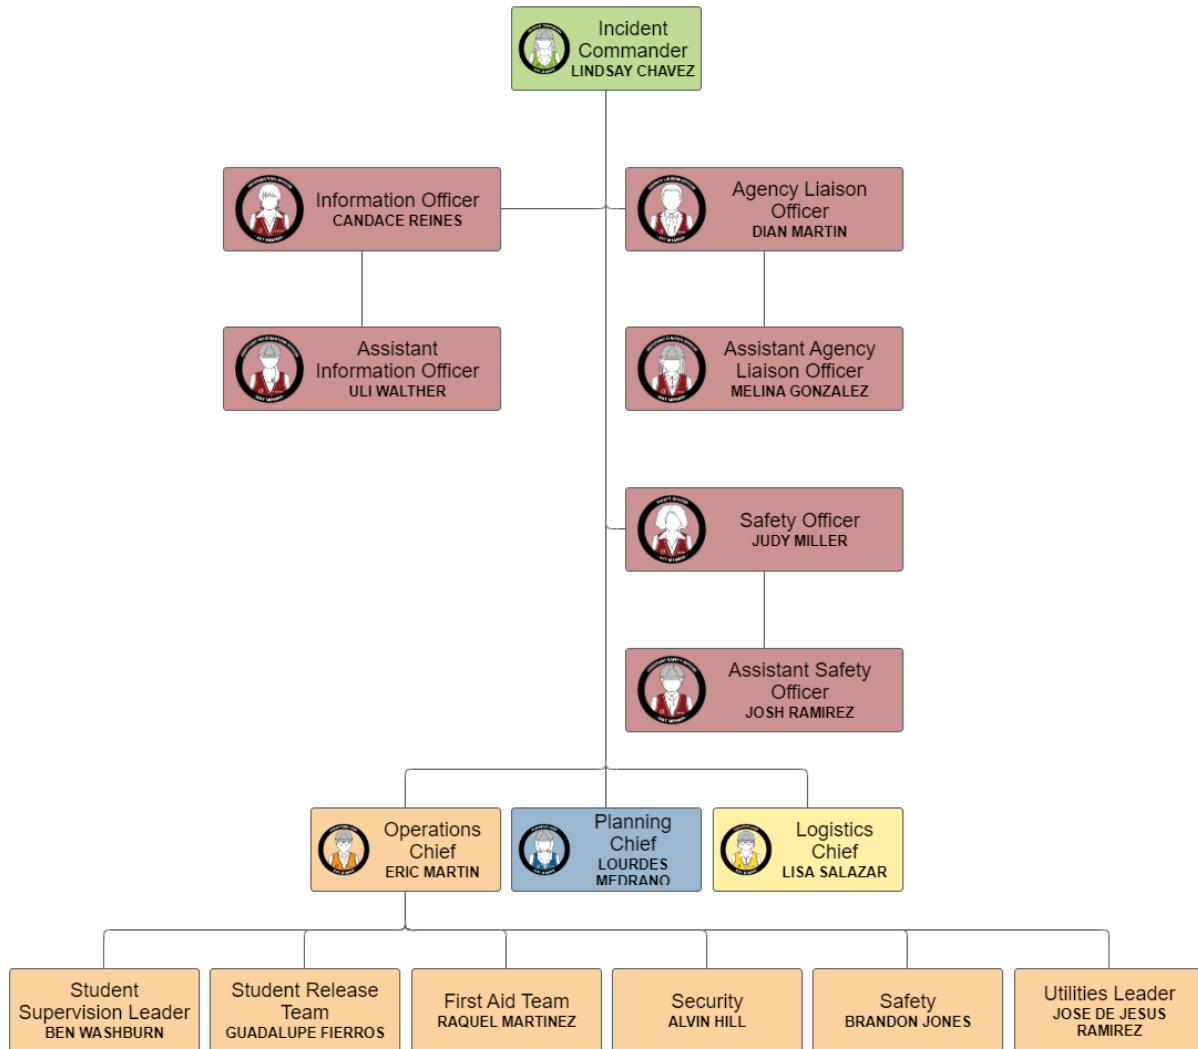 Incident
Commander
LINDSAY CHAVEZ
Information Officer
CANDACE REINES
Agency Liaison
Officer
DIAN MARTIN
Assistant
Information Officer
ULI WALTHER
Assistant Agency
Liaison Officer
MELINA GONZALEZ
Safety Officer
JUDY MILLER
Assistant Safety
Officer
JOSH RAMIREZ
Operations
Chief
ERIC MARTIN
Planning
Chief
LOURDES
MEDRANO
Logistics
Chief
LISA SALAZAR
Student
Supervision Leader
BEN WASHBURN
Student Release
Team
GUADALUPE FIERROS
First Aid Team
RAQUEL MARTINEZ
Security
ALVIN HILL
Safety
BRANDON JONES
Utilities Leader
JOSE DE JESUS
RAMIREZ